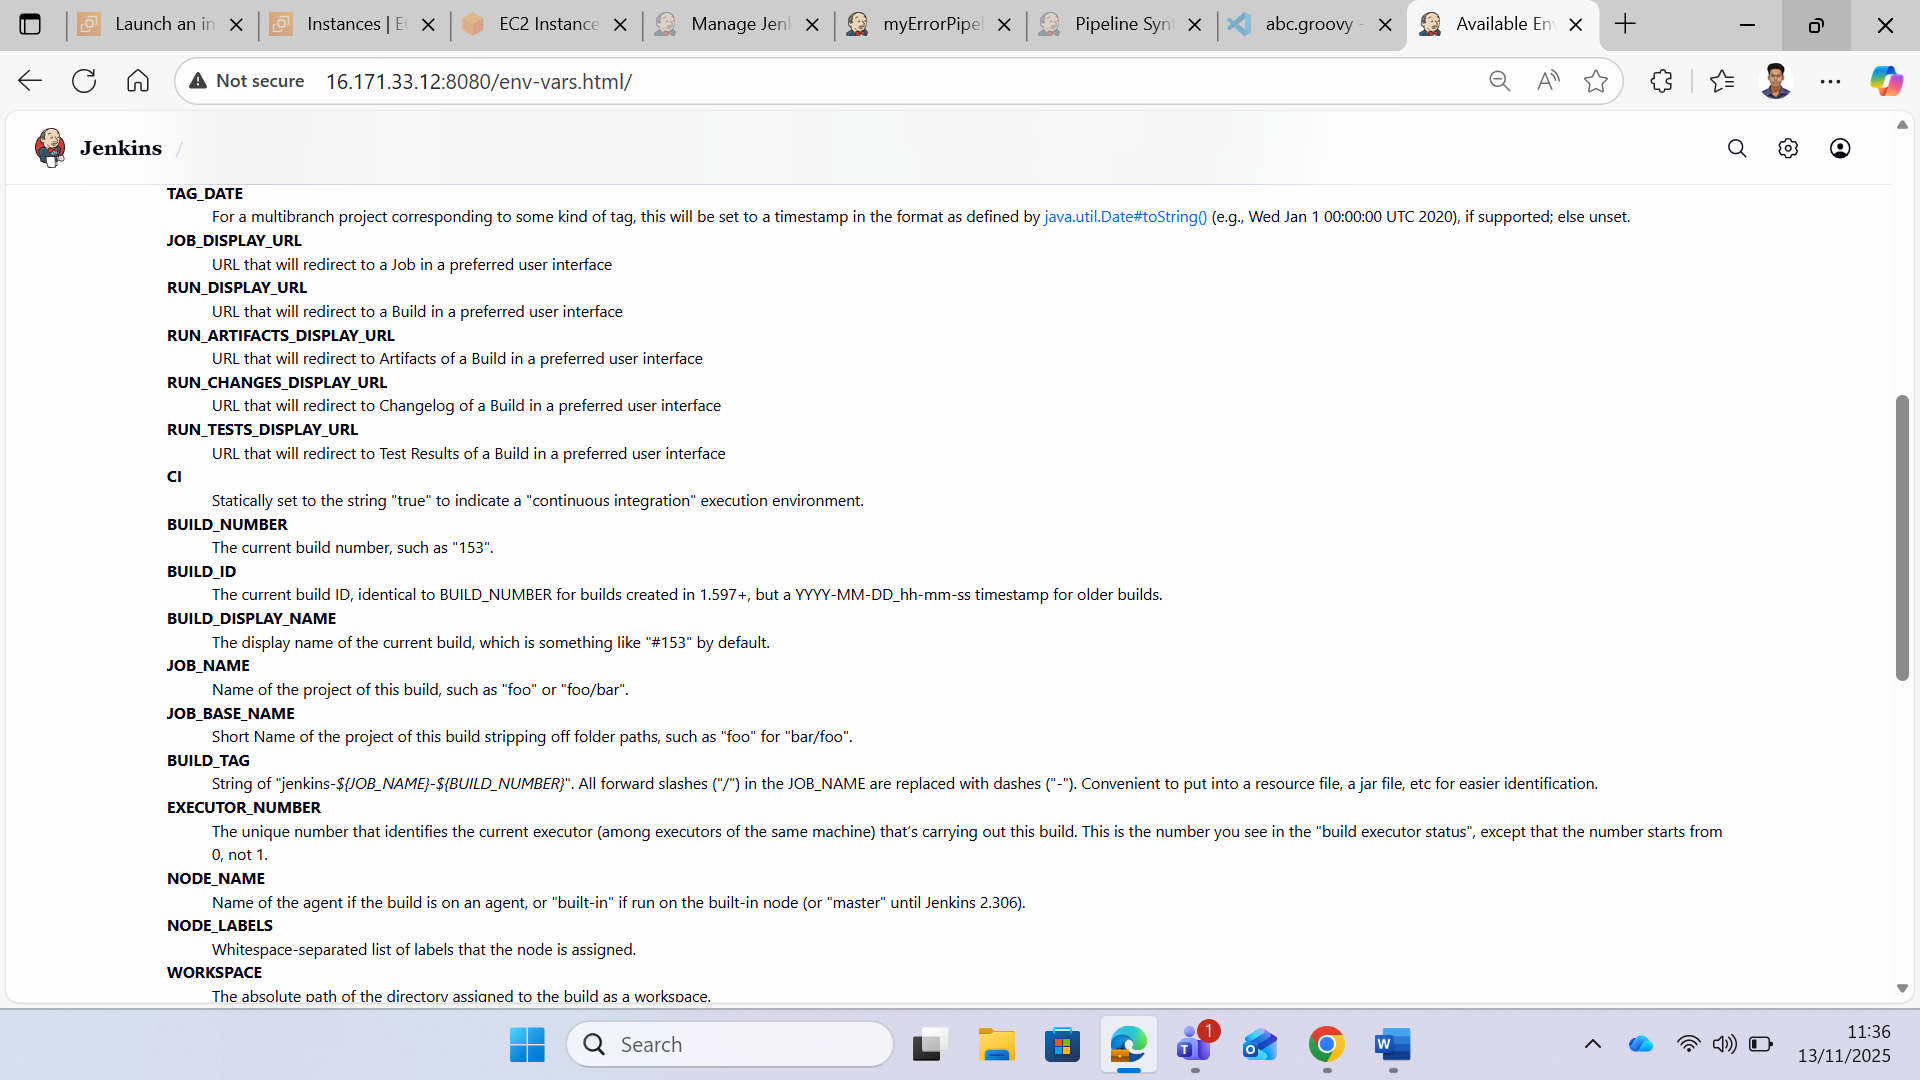 Launch an in
Instances | E
EC2 Instance
Manage Jen
myErrorPipel
Pipeline Syn
abc.groovy -
Available En
Not secure
16.171.33.12:8080/env-vars.html/
Jenkins /
TAG_DATE
For a multibranch project corresponding to some kind of tag, this will be set to a timestamp in the format as defined by java.util.Date#toString() (e.g., Wed Jan 1 00:00:00 UTC 2020), if supported; else unset.
JOB_DISPLAY_URL
URL that will redirect to a Job in a preferred user interface
RUN_DISPLAY_URL
URL that will redirect to a Build in a preferred user interface
RUN_ARTIFACTS_DISPLAY_URL
URL that will redirect to Artifacts of a Build in a preferred user interface
RUN_CHANGES_DISPLAY_URL
URL that will redirect to Changelog of a Build in a preferred user interface
RUN_TESTS_DISPLAY_URL
URL that will redirect to Test Results of a Build in a preferred user interface
CI
Statically set to the string "true" to indicate a "continuous integration" execution environment.
BUILD_NUMBER
The current build number, such as "153".
BUILD_ID
The current build ID, identical to BUILD_NUMBER for builds created in 1.597+, but a YYYY-MM-DD_hh-mm-ss timestamp for older builds.
BUILD_DISPLAY_NAME
The display name of the current build, which is something like "#153" by default.
JOB_NAME
Name of the project of this build, such as "foo" or "foo/bar".
JOB_BASE_NAME
Short Name of the project of this build stripping off folder paths, such as "foo" for "bar/foo".
BUILD_TAG
String of "jenkins-${JOB_NAME}-${BUILD_NUMBER}". All forward slashes ("/") in the JOB_NAME are replaced with dashes ("-"). Convenient to put into a resource file, a jar file, etc for easier identification.
EXECUTOR_NUMBER
The unique number that identifies the current executor (among executors of the same machine) that's carrying out this build. This is the number you see in the "build executor status", except that the number starts from
0, not 1.
NODE_NAME
Name of the agent if the build is on an agent, or "built-in" if run on the built-in node (or "master" until Jenkins 2.306).
NODE_LABELS
Whitespace-separated list of labels that the node is assigned.
WORKSPACE
The absolute path of the directory assigned to the build as a workspace.
Search
1
11:36
13/11/2025